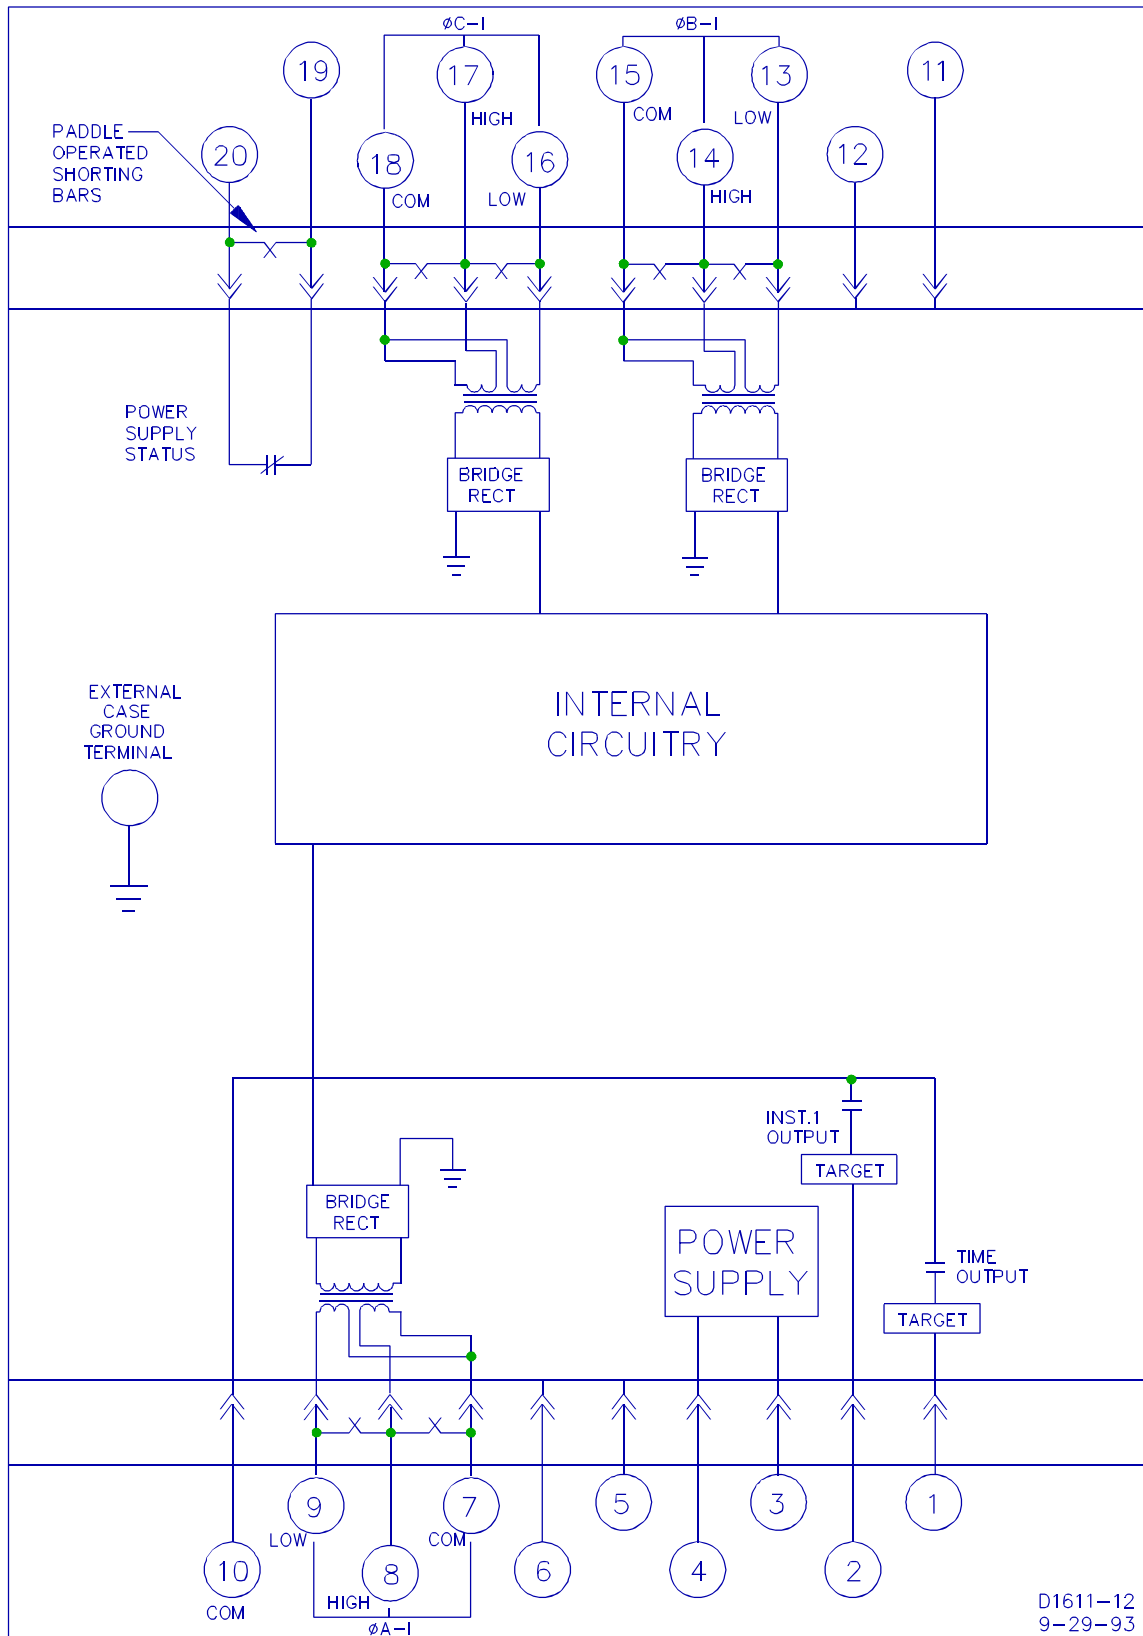 øC-I
øB-I
19
17
15
13
11
PADDLE
OPERATED
SHORTING
BARS
20
18
HIGH
16
COM
14
LOW
12
COM
LOW
HIGH
POWER
SUPPLY
STATUS
BRIDGE
RECT
BRIDGE
RECT
INTERNAL
CIRCUITRY
EXTERNAL
CASE
GROUND
TERMINAL
INST.1
OUTPUT
TARGET
BRIDGE
RECT
POWER
SUPPLY
TIME
OUTPUT
TARGET
9
7
5
3
1
LOW
COM
10
8
6
4
2
COM
HIGH
øA-I
D1611-12
9-29-93